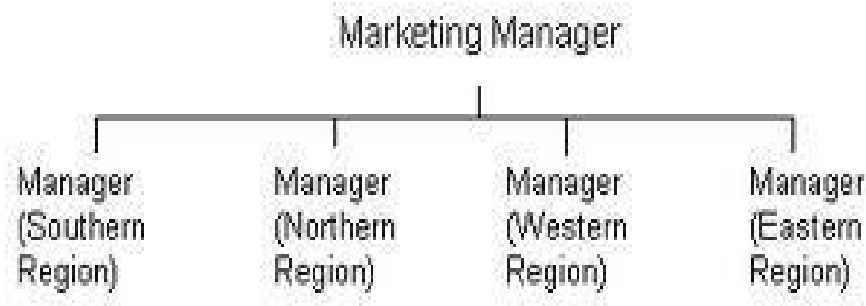 Marketing Manager
Manager
(Southern
Region)
Manager
(Northern
Region)
Manager
(Western
Region)
Manager
(Eastern
Region)